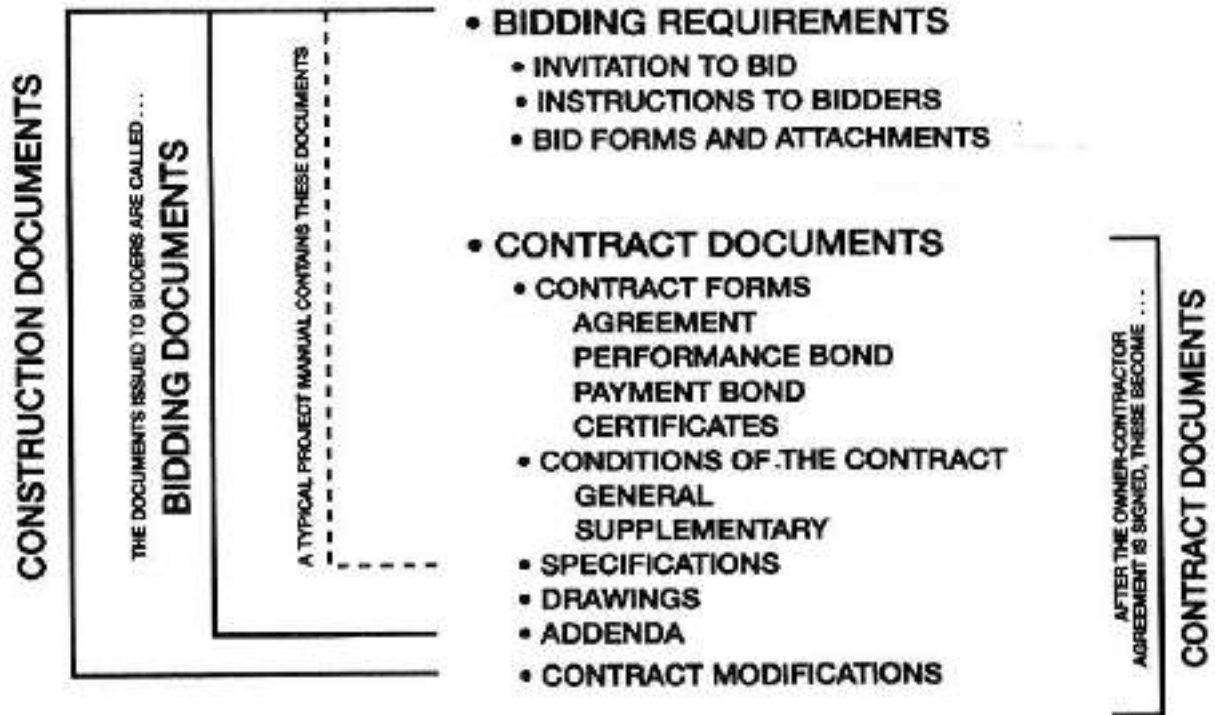 CONSTRUCTION DOCUMENTS
THE DOCUMENTS ISSUED TO BIDDERS ARE CALLED...
BIDDING DOCUMENTS
A TYPICAL PROJECT MANUAL CONTAINS THESE DOCUMENTS
• BIDDING REQUIREMENTS
• INVITATION TO BID
• INSTRUCTIONS TO BIDDERS
• BID FORMS AND ATTACHMENTS
• CONTRACT DOCUMENTS
• CONTRACT FORMS
AGREEMENT
PERFORMANCE BOND
PAYMENT BOND
CERTIFICATES
• CONDITIONS OF THE CONTRACT
GENERAL
SUPPLEMENTARY
• SPECIFICATIONS
• DRAWINGS
• ADDENDA
• CONTRACT MODIFICATIONS
AFTER THE OWNER-CONTRACTOR
AGREEMENT IS SIGNED, THESE BECOME ...
CONTRACT DOCUMENTS